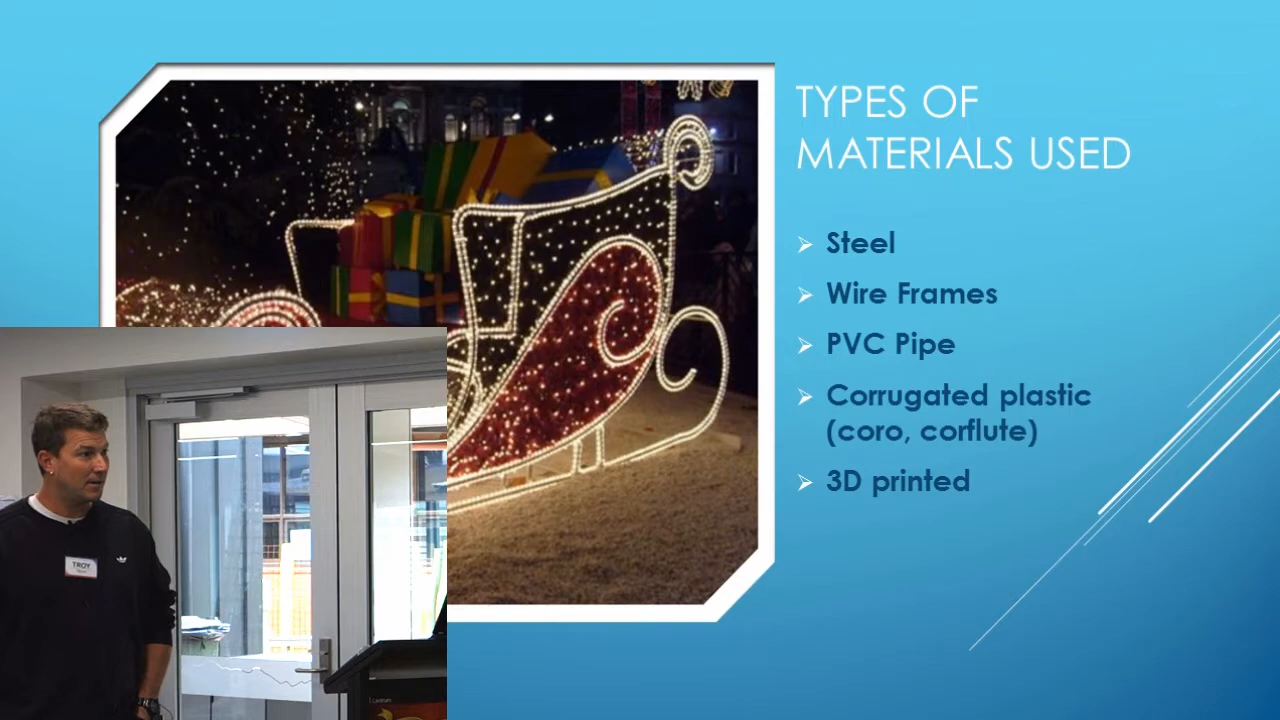 TYPES OF
MATERIALS USED
Steel
Wire Frames
PVC Pipe
Corrugated plastic
(coro, corflute)
3D printed
TROY